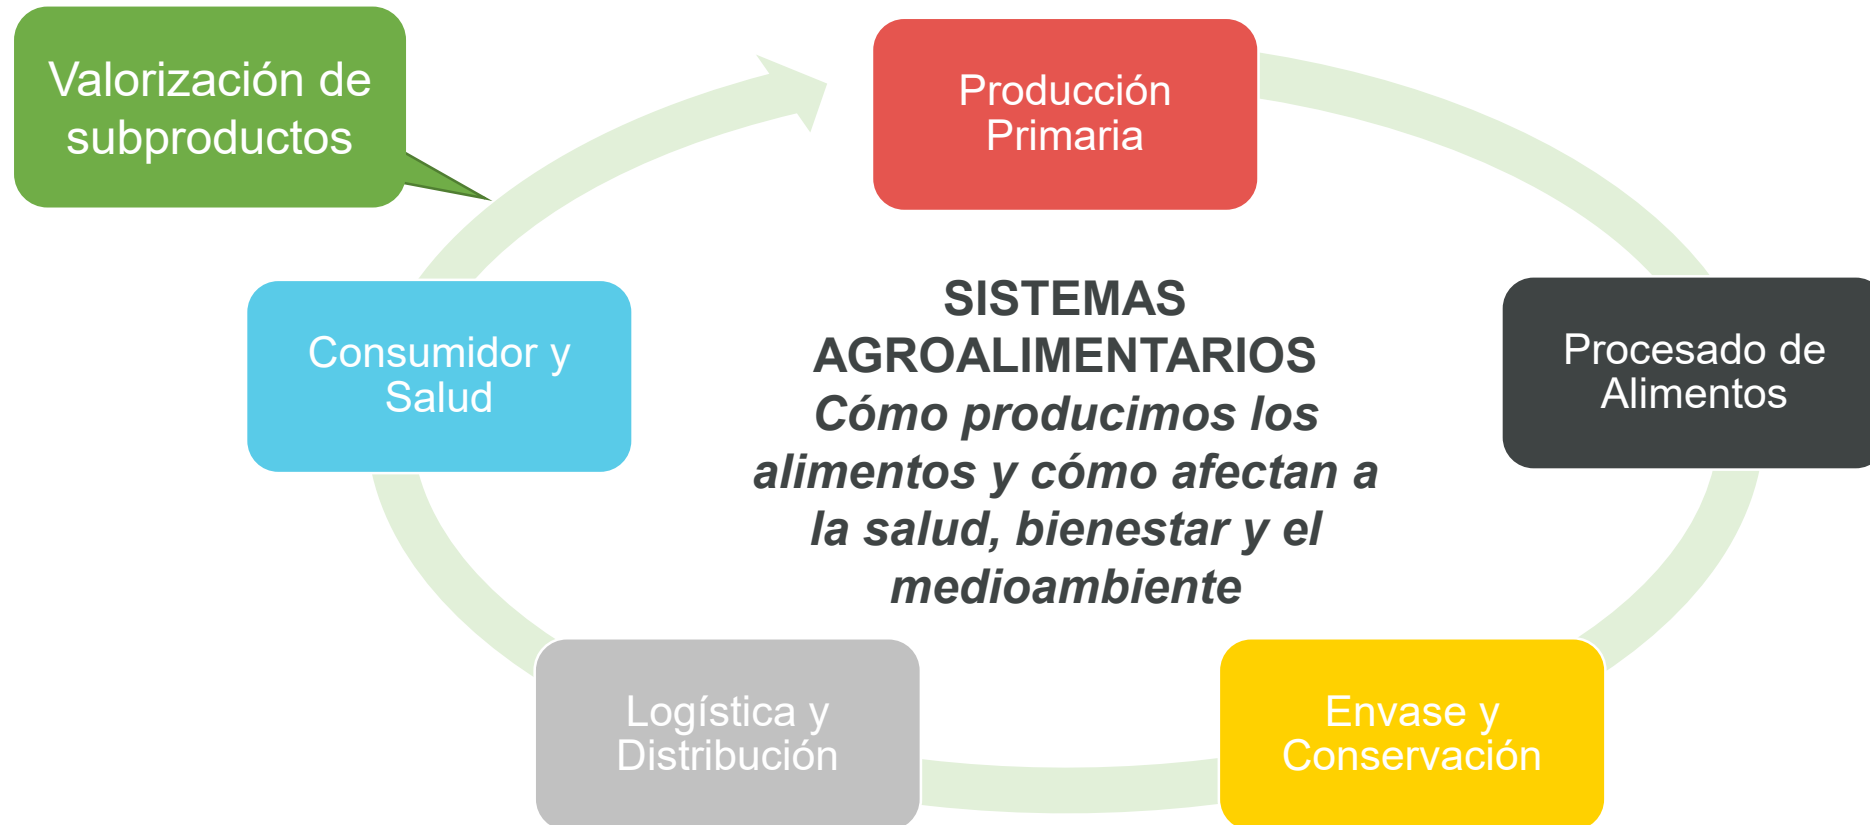 Valorización de
subproductos
Producción
Primaria
Consumidor y
Salud
SISTEMAS
AGROALIMENTARIOS
Cómo producimos los
alimentos y cómo afectan a
la salud, bienestar y el
medioambiente
Procesado de
Alimentos
Logística y
Distribución
Envase y
Conservación